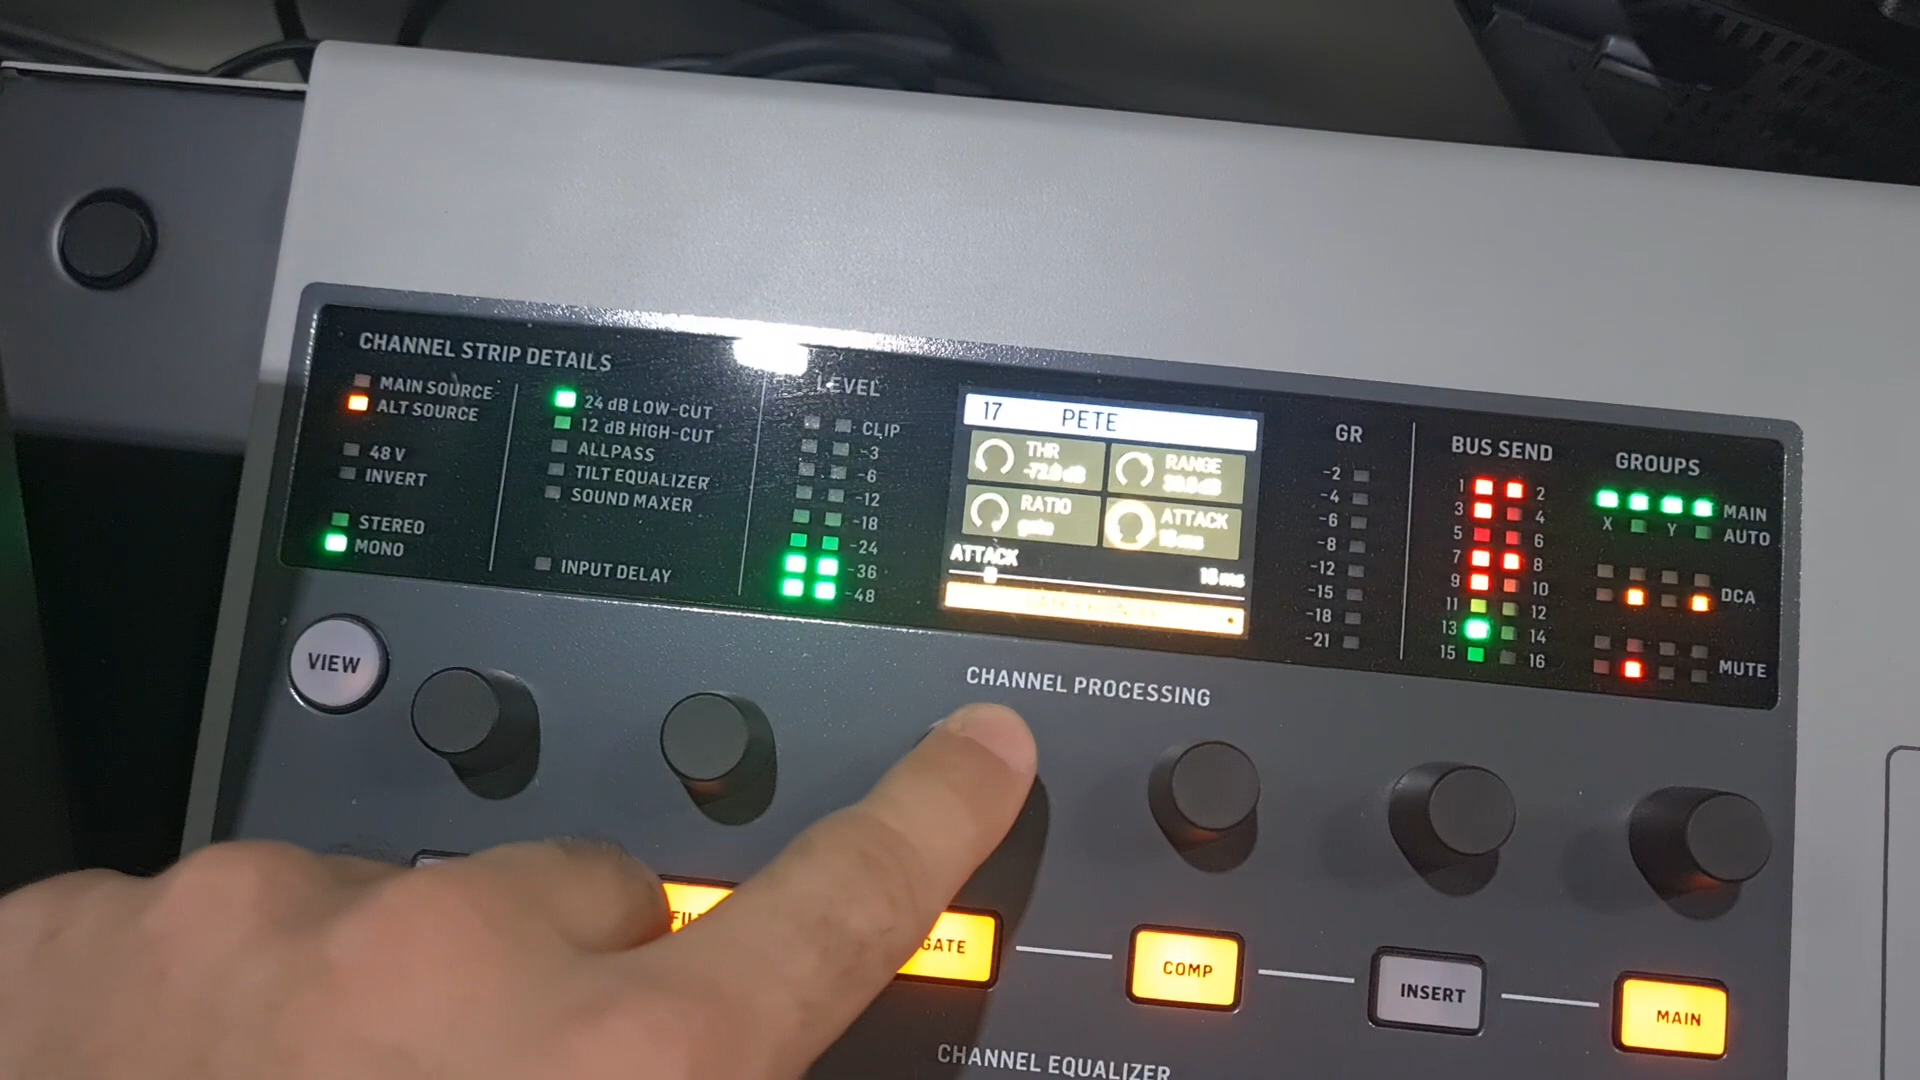 CHANNEL STRIP DETAILS
MAIN SOURCE
ALT SOURCE
48 V
INVERT
STEREO
MONO
24 dB LOW-CUT
12 dB HIGH-CUT
ALLPASS
TILT EQUALIZER
SOUND MAXER
INPUT DELAY
LEVEL
CLIP
-3
-6
-12
-18
-24
-36
-48
17 PETE
THR
-72.0 dB
RANGE
RATIO
gate
ATTACK
ATTACK
GR
-2
-4
-6
-8
-12
-15
-18
-21
BUS SEND
1 2
3 4
5 6
7 8
9 10
11 12
13 14
15 16
GROUPS
MAIN
X Y AUTO
DCA
MUTE
VIEW
CHANNEL PROCESSING
GATE
COMP
INSERT
MAIN
CHANNEL EQUALIZER